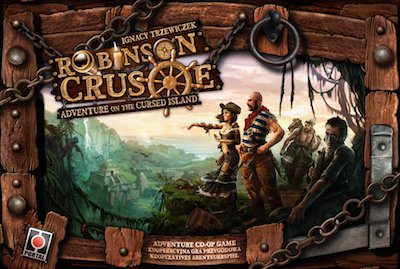 IGNACY TRZEWICZEK
ROBINSON
CRUSOE
ADVENTURE ON THE CURSED ISLAND
ADVENTURE CO-OP GAME
KOOPERACYJNA GRA PRZYGODOWA
KOOPERATIVES ABENTEUERSPIEL
PORTAL